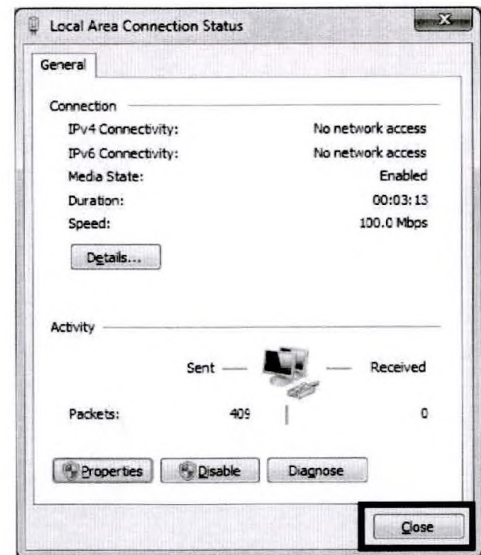 Local Area Connection Status
General
Connection
IPv4 Connectivity: No network access
IPv6 Connectivity: No network access
Media State: Enabled
Duration: 00:03:13
Speed: 100.0 Mbps
Details...
Activity
Sent Received
Packets: 409 0
Properties Disable Diagnose
Close